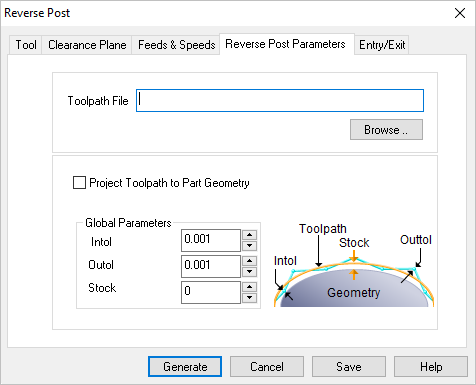 Reverse Post
Tool Clearance Plane Feeds & Speeds Reverse Post Parameters Entry/Exit
Toolpath File
Browse ..
Project Toolpath to Part Geometry
Global Parameters
Intol 0.001
Outol 0.001
Stock 0
Toolpath
Stock
Outtol
Intol
Geometry
Generate Cancel Save Help